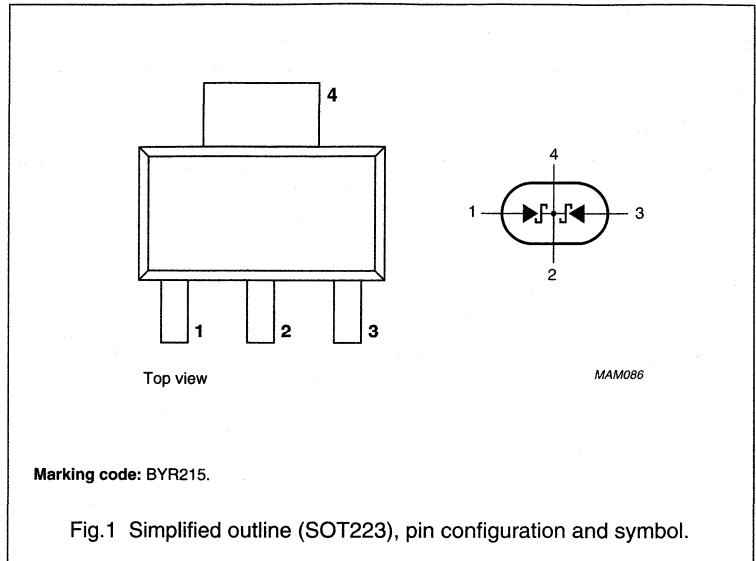 4
1
2
3
Top view
4
1
3
2
MAM086
Marking code: BYR215.
Fig.1 Simplified outline (SOT223), pin configuration and symbol.